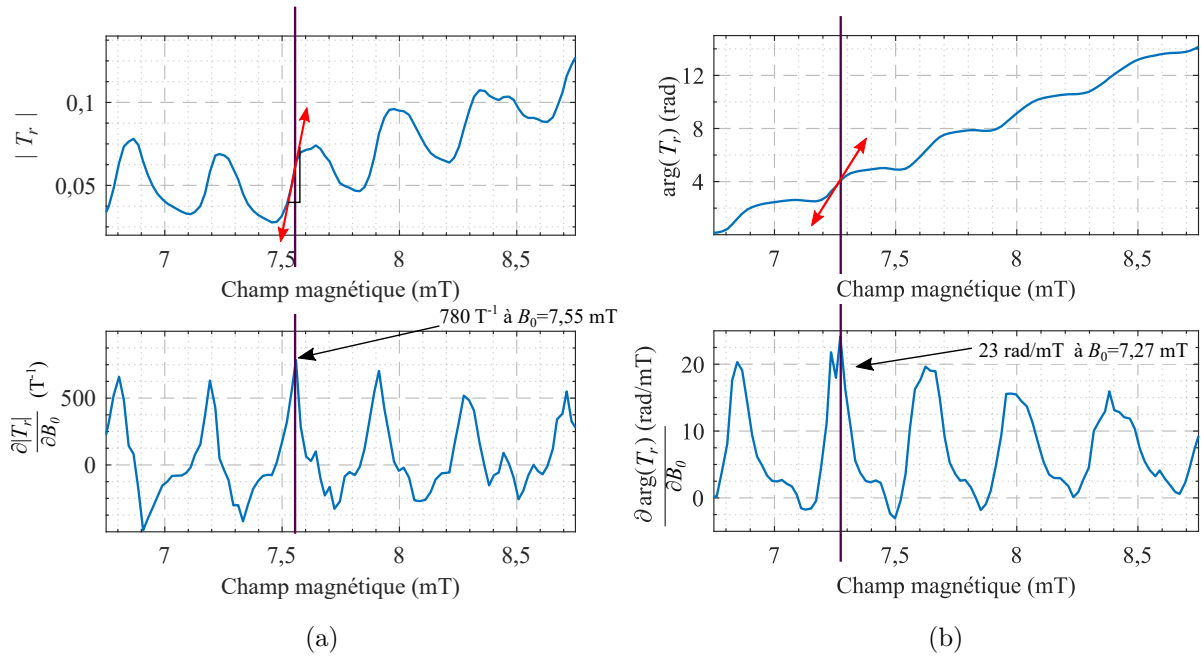 | T_r |
0,1
0,05
7
7,5
8
8,5
Champ magnétique (mT)
780 T⁻¹ à B₀=7,55 mT
∂|T_r| / ∂B₀ (T⁻¹)
500
0
7
7,5
8
8,5
Champ magnétique (mT)
(a)
arg(T_r) (rad)
12
8
4
7
7,5
8
8,5
Champ magnétique (mT)
23 rad/mT à B₀=7,27 mT
∂ arg(T_r) / ∂B₀ (rad/mT)
20
10
0
7
7,5
8
8,5
Champ magnétique (mT)
(b)